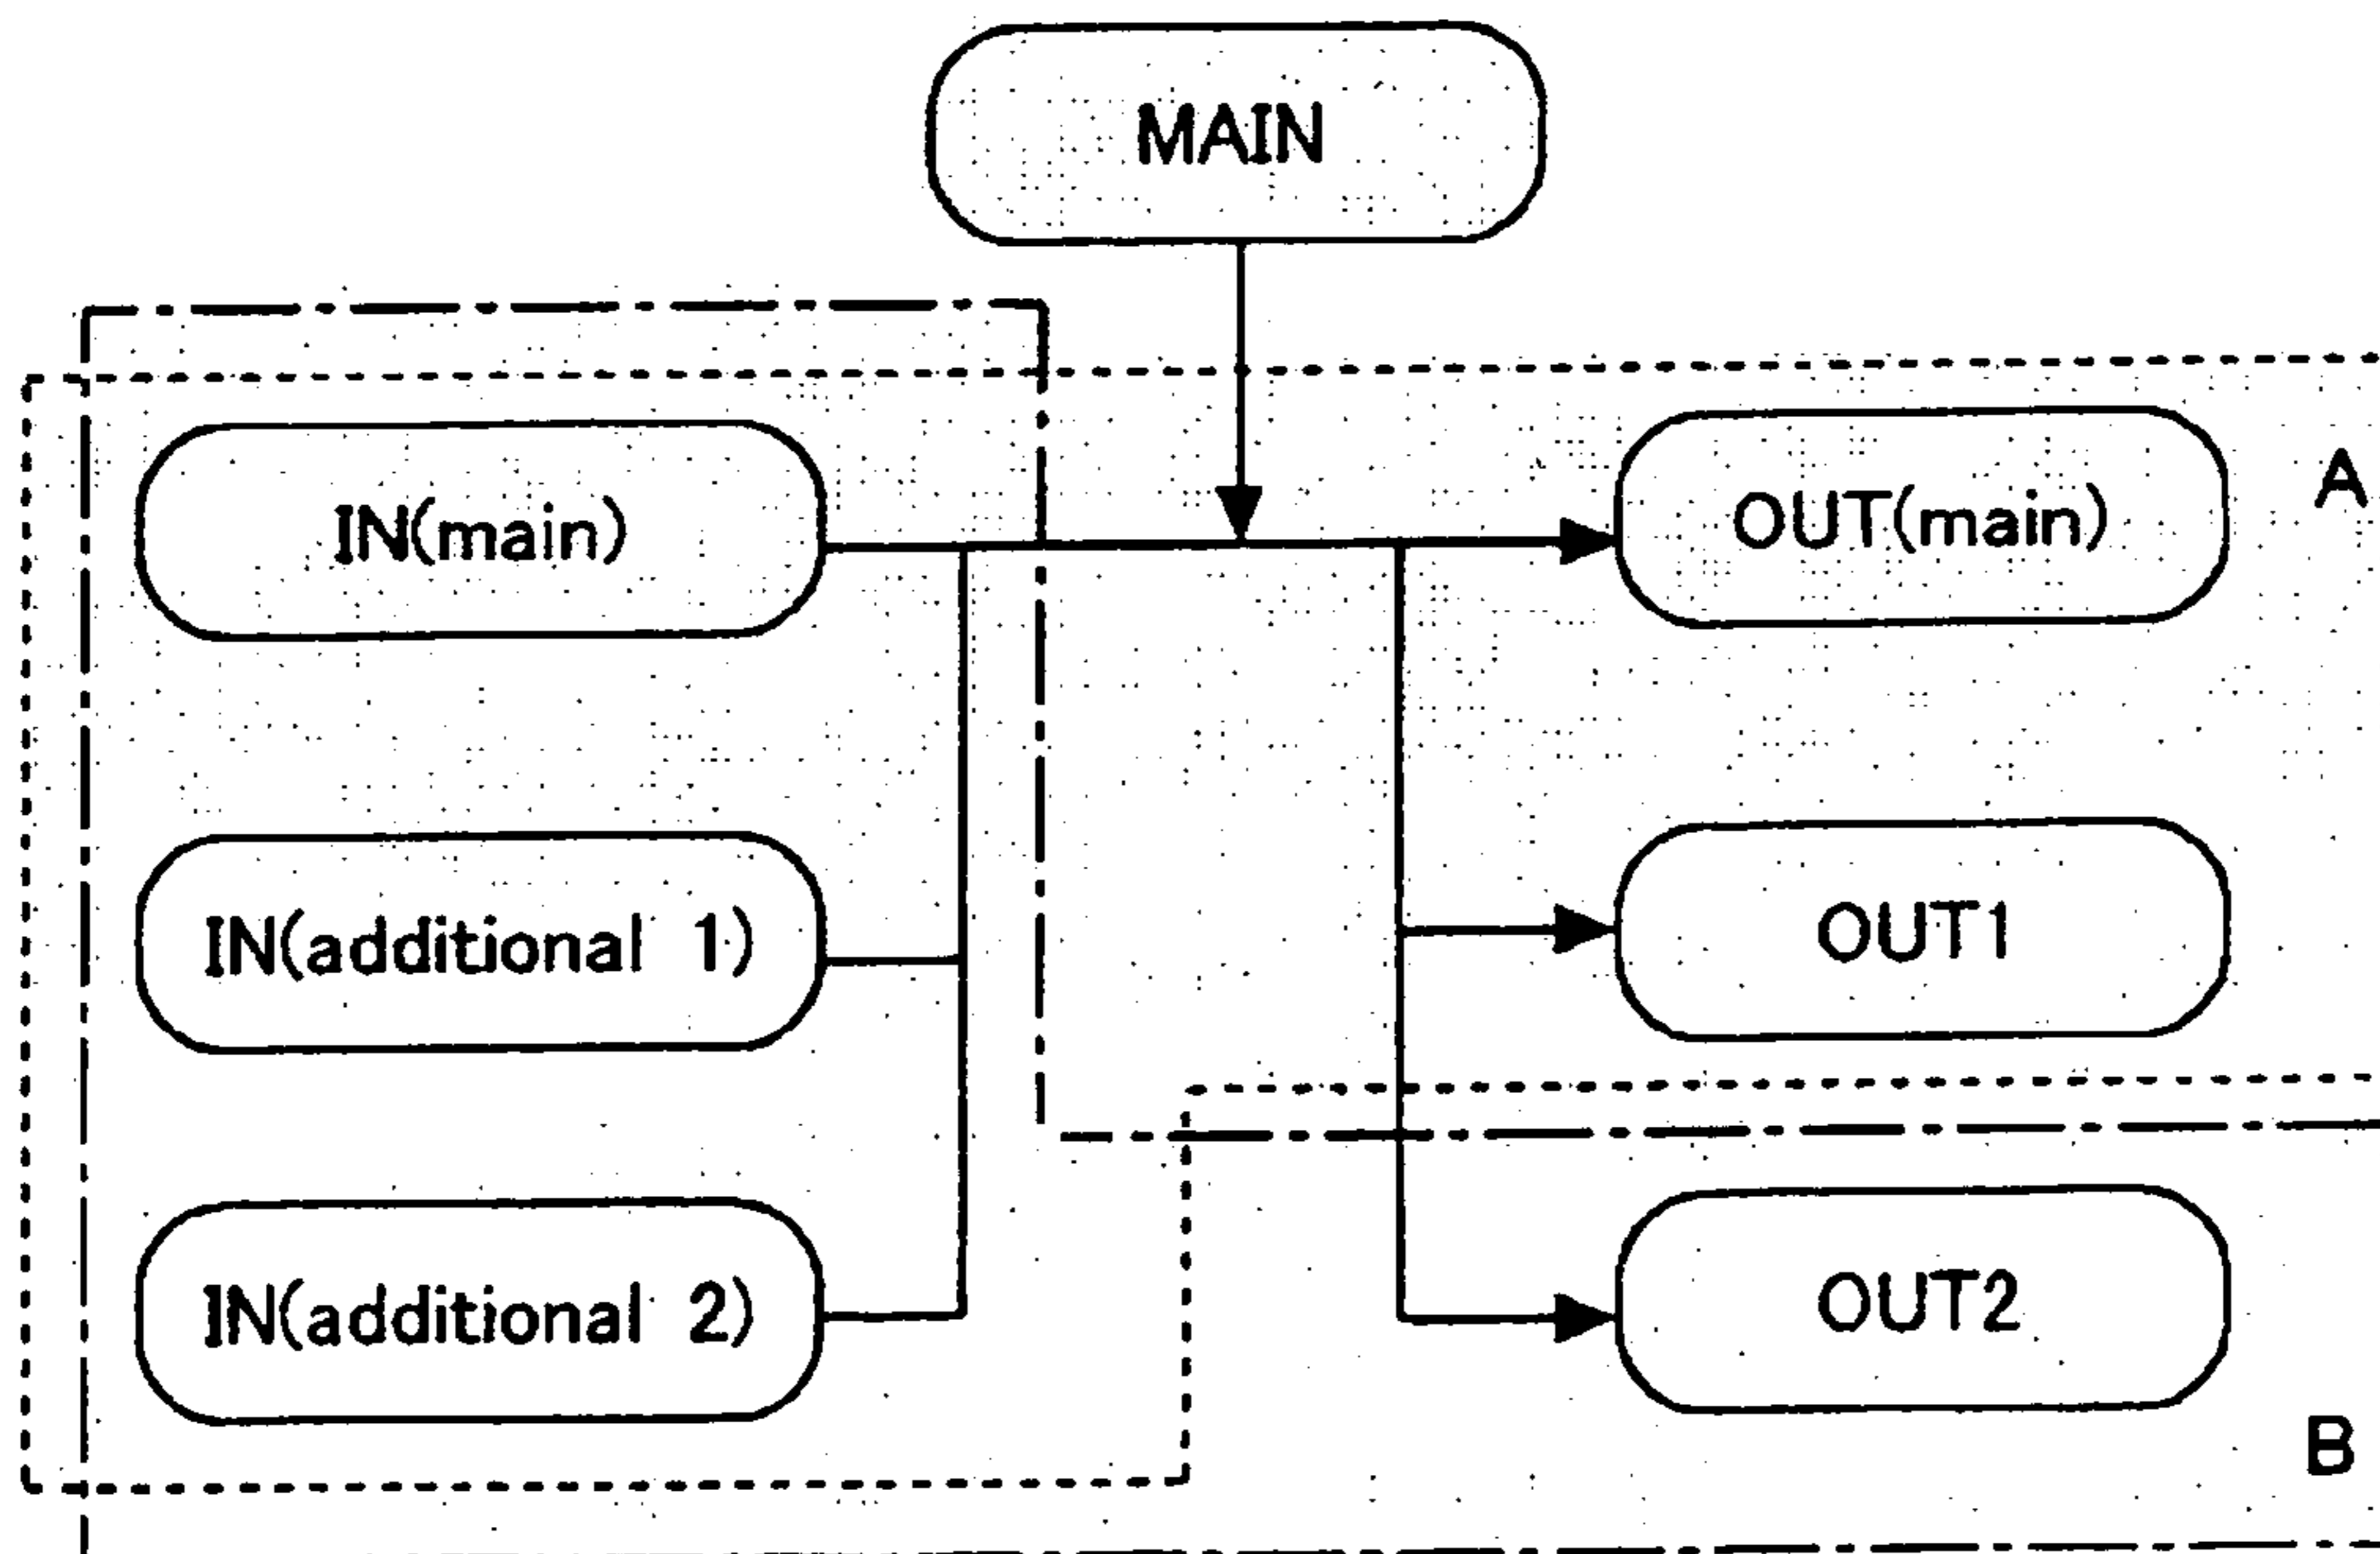 MAIN
IN(main)
OUT(main)
A
IN(additional 1)
OUT1
IN(additional 2)
OUT2
B